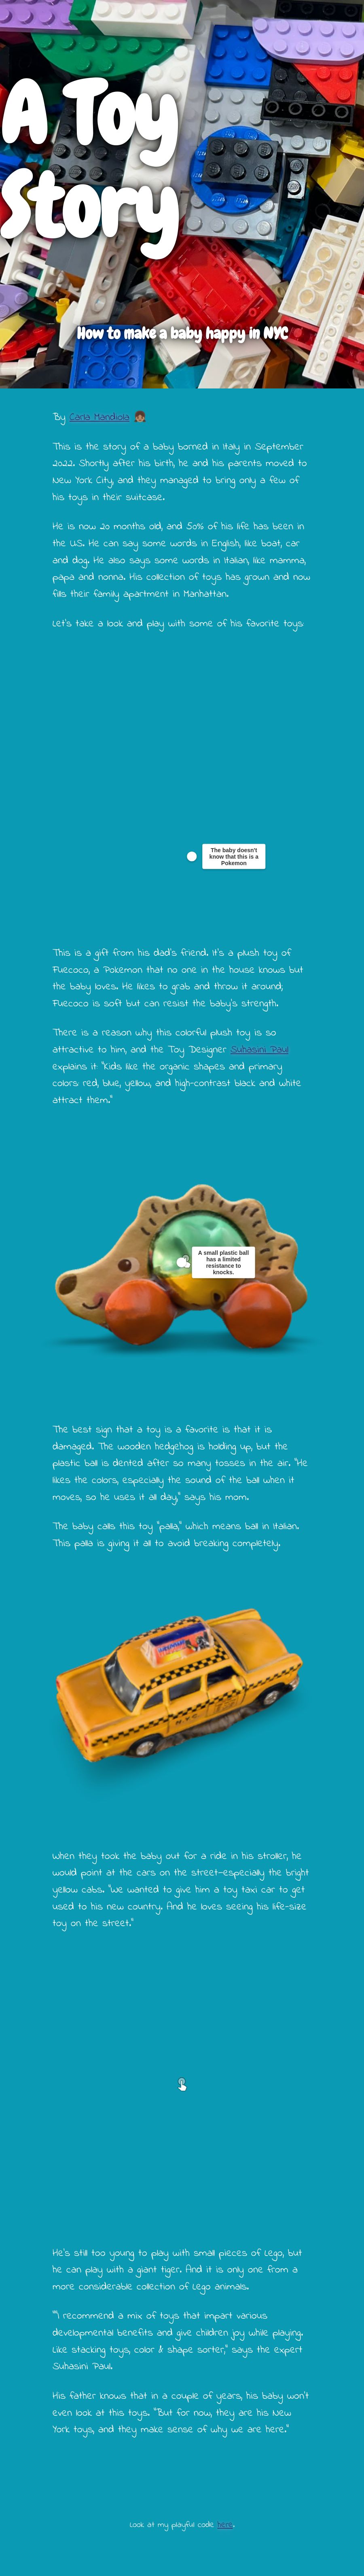 A Toy
Story
How to make a baby happy in NYC
By Carla Mandiola
This is the story of a baby borned in Italy in September
2022. Shortly after his birth, he and his parents moved to
New York City, and they managed to bring only a few of
his toys in their suitcase.
He is now 20 months old, and 50% of his life has been in
the U.S. He can say some words in English, like boat, car
and dog. He also says some words in Italian, like mamma,
papa and nonna. His collection of toys has grown and now
fills their family apartment in Manhattan.
Let's take a look and play with some of his favorite toys:
The baby doesn't
know that this is a
Pokemon
This is a gift from his dad's friend. It's a plush toy of
Fuecoco, a Pokemon that no one in the house knows but
the baby loves. He likes to grab and throw it around;
Fuecoco is soft but can resist the baby's strength.
There is a reason why this colorful plush toy is so
attractive to him, and the Toy Designer Suhasini Paul
explains it "Kids like the organic shapes and primary
colors: red, blue, yellow, and high-contrast black and white
attract them."
A small plastic ball
has a limited
resistance to
knocks.
The best sign that a toy is a favorite is that it is
damaged. The wooden hedgehog is holding up, but the
plastic ball is dented after so many tosses in the air. "He
likes the colors, especially the sound of the ball when it
moves, so he uses it all day," says his mom.
The baby calls this toy "palla," which means ball in Italian.
This palla is giving it all to avoid breaking completely.
When they took the baby out for a ride in his stroller, he
would point at the cars on the street—especially the bright
yellow cabs. "We wanted to give him a toy taxi car to get
used to his new country. And he loves seeing his life-size
toy on the street."
He's still too young to play with small pieces of Lego, but
he can play with a giant tiger. And it is only one from a
more considerable collection of Lego animals.
"I recommend a mix of toys that impart various
developmental benefits and give children joy while playing.
Like stacking toys, color & shape sorter," says the expert
Suhasini Paul.
His father knows that in a couple of years, his baby won't
even look at this toys. "But for now, they are his New
York toys, and they make sense of why we are here."
Look at my playful code here.